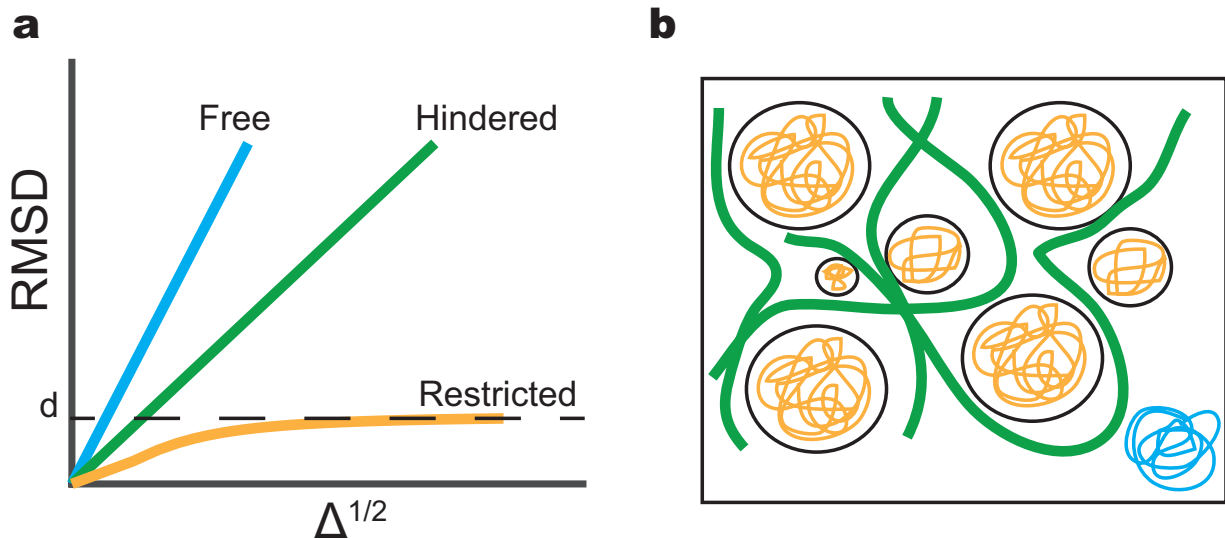 a
b
Free
Hindered
RMSD
d
Restricted
Δ1/2